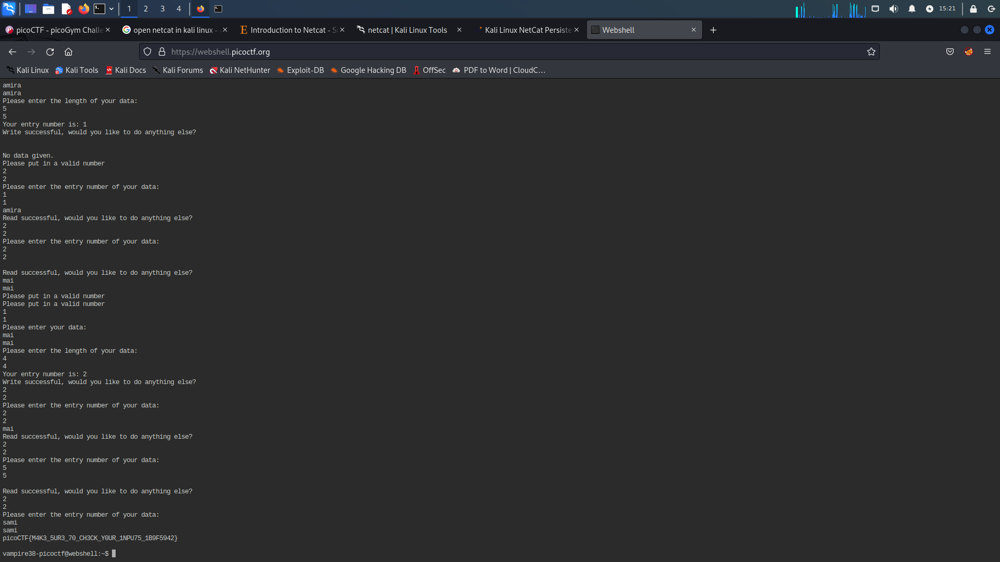 1 2 3 4 15:21
picoCTF - picoGym Challe open netcat in kali linux - Introduction to Netcat - S netcat | Kali Linux Tools Kali Linux NetCat Persiste Webshell
https://webshell.picoctf.org
Kali Linux Kali Tools Kali Docs Kali Forums Kali NetHunter Exploit-DB Google Hacking DB OffSec PDF to Word | CloudC…
amira
amira
Please enter the length of your data:
5
5
Your entry number is: 1
Write successful, would you like to do anything else?
No data given.
Please put in a valid number
2
2
Please enter the entry number of your data:
1
1
amira
Read successful, would you like to do anything else?
2
2
Please enter the entry number of your data:
2
2
Read successful, would you like to do anything else?
mai
mai
Please put in a valid number
Please put in a valid number
1
1
Please enter your data:
mai
mai
Please enter the length of your data:
4
4
Your entry number is: 2
Write successful, would you like to do anything else?
2
2
Please enter the entry number of your data:
2
2
mai
Read successful, would you like to do anything else?
2
2
Please enter the entry number of your data:
5
5
Read successful, would you like to do anything else?
2
2
Please enter the entry number of your data:
sami
sami
picoCTF{M4K3_5UR3_70_CH3CK_Y0UR_1NPU75_1B9F5942}
vampire38-picoctf@webshell:~$